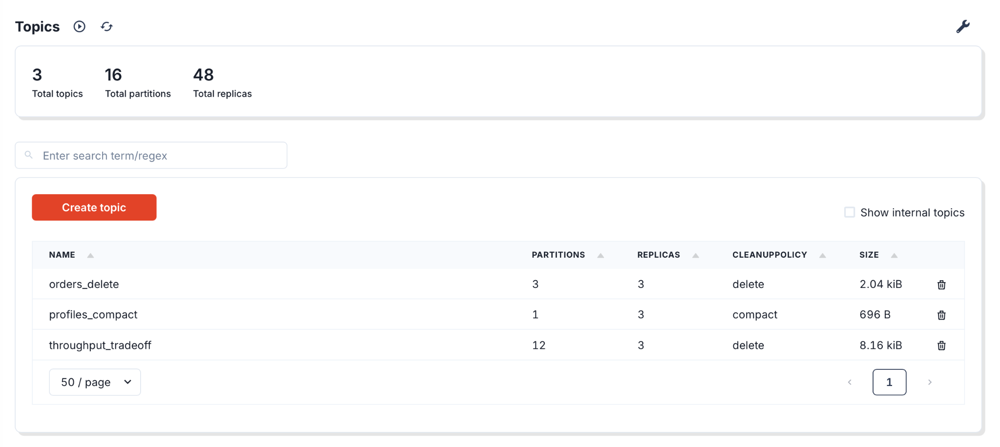 Topics
3 16 48
Total topics Total partitions Total replicas
Enter search term/regex
Create topic
Show internal topics
NAME PARTITIONS REPLICAS CLEANUPPOLICY SIZE
orders_delete 3 3 delete 2.04 kiB
profiles_compact 1 3 compact 696 B
throughput_tradeoff 12 3 delete 8.16 kiB
50 / page 1